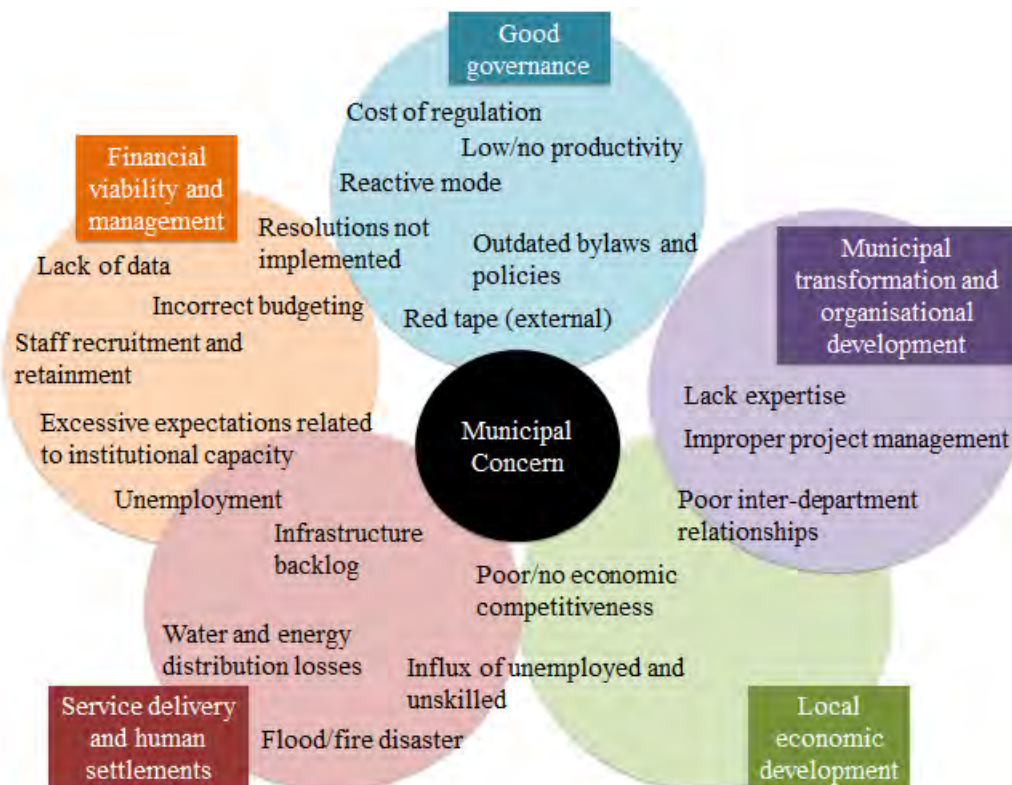 Good
governance
Cost of regulation
Low/no productivity
Reactive mode
Resolutions not
implemented
Outdated bylaws and
policies
Red tape (external)
Financial
viability and
management
Lack of data
Incorrect budgeting
Staff recruitment and
retainment
Excessive expectations related
to institutional capacity
Unemployment
Municipal
transformation and
organisational
development
Lack expertise
Improper project management
Poor inter-department
relationships
Municipal
Concern
Infrastructure
backlog
Water and energy
distribution losses
Flood/fire disaster
Service delivery
and human
settlements
Poor/no economic
competitiveness
Influx of unemployed and
unskilled
Local
economic
development